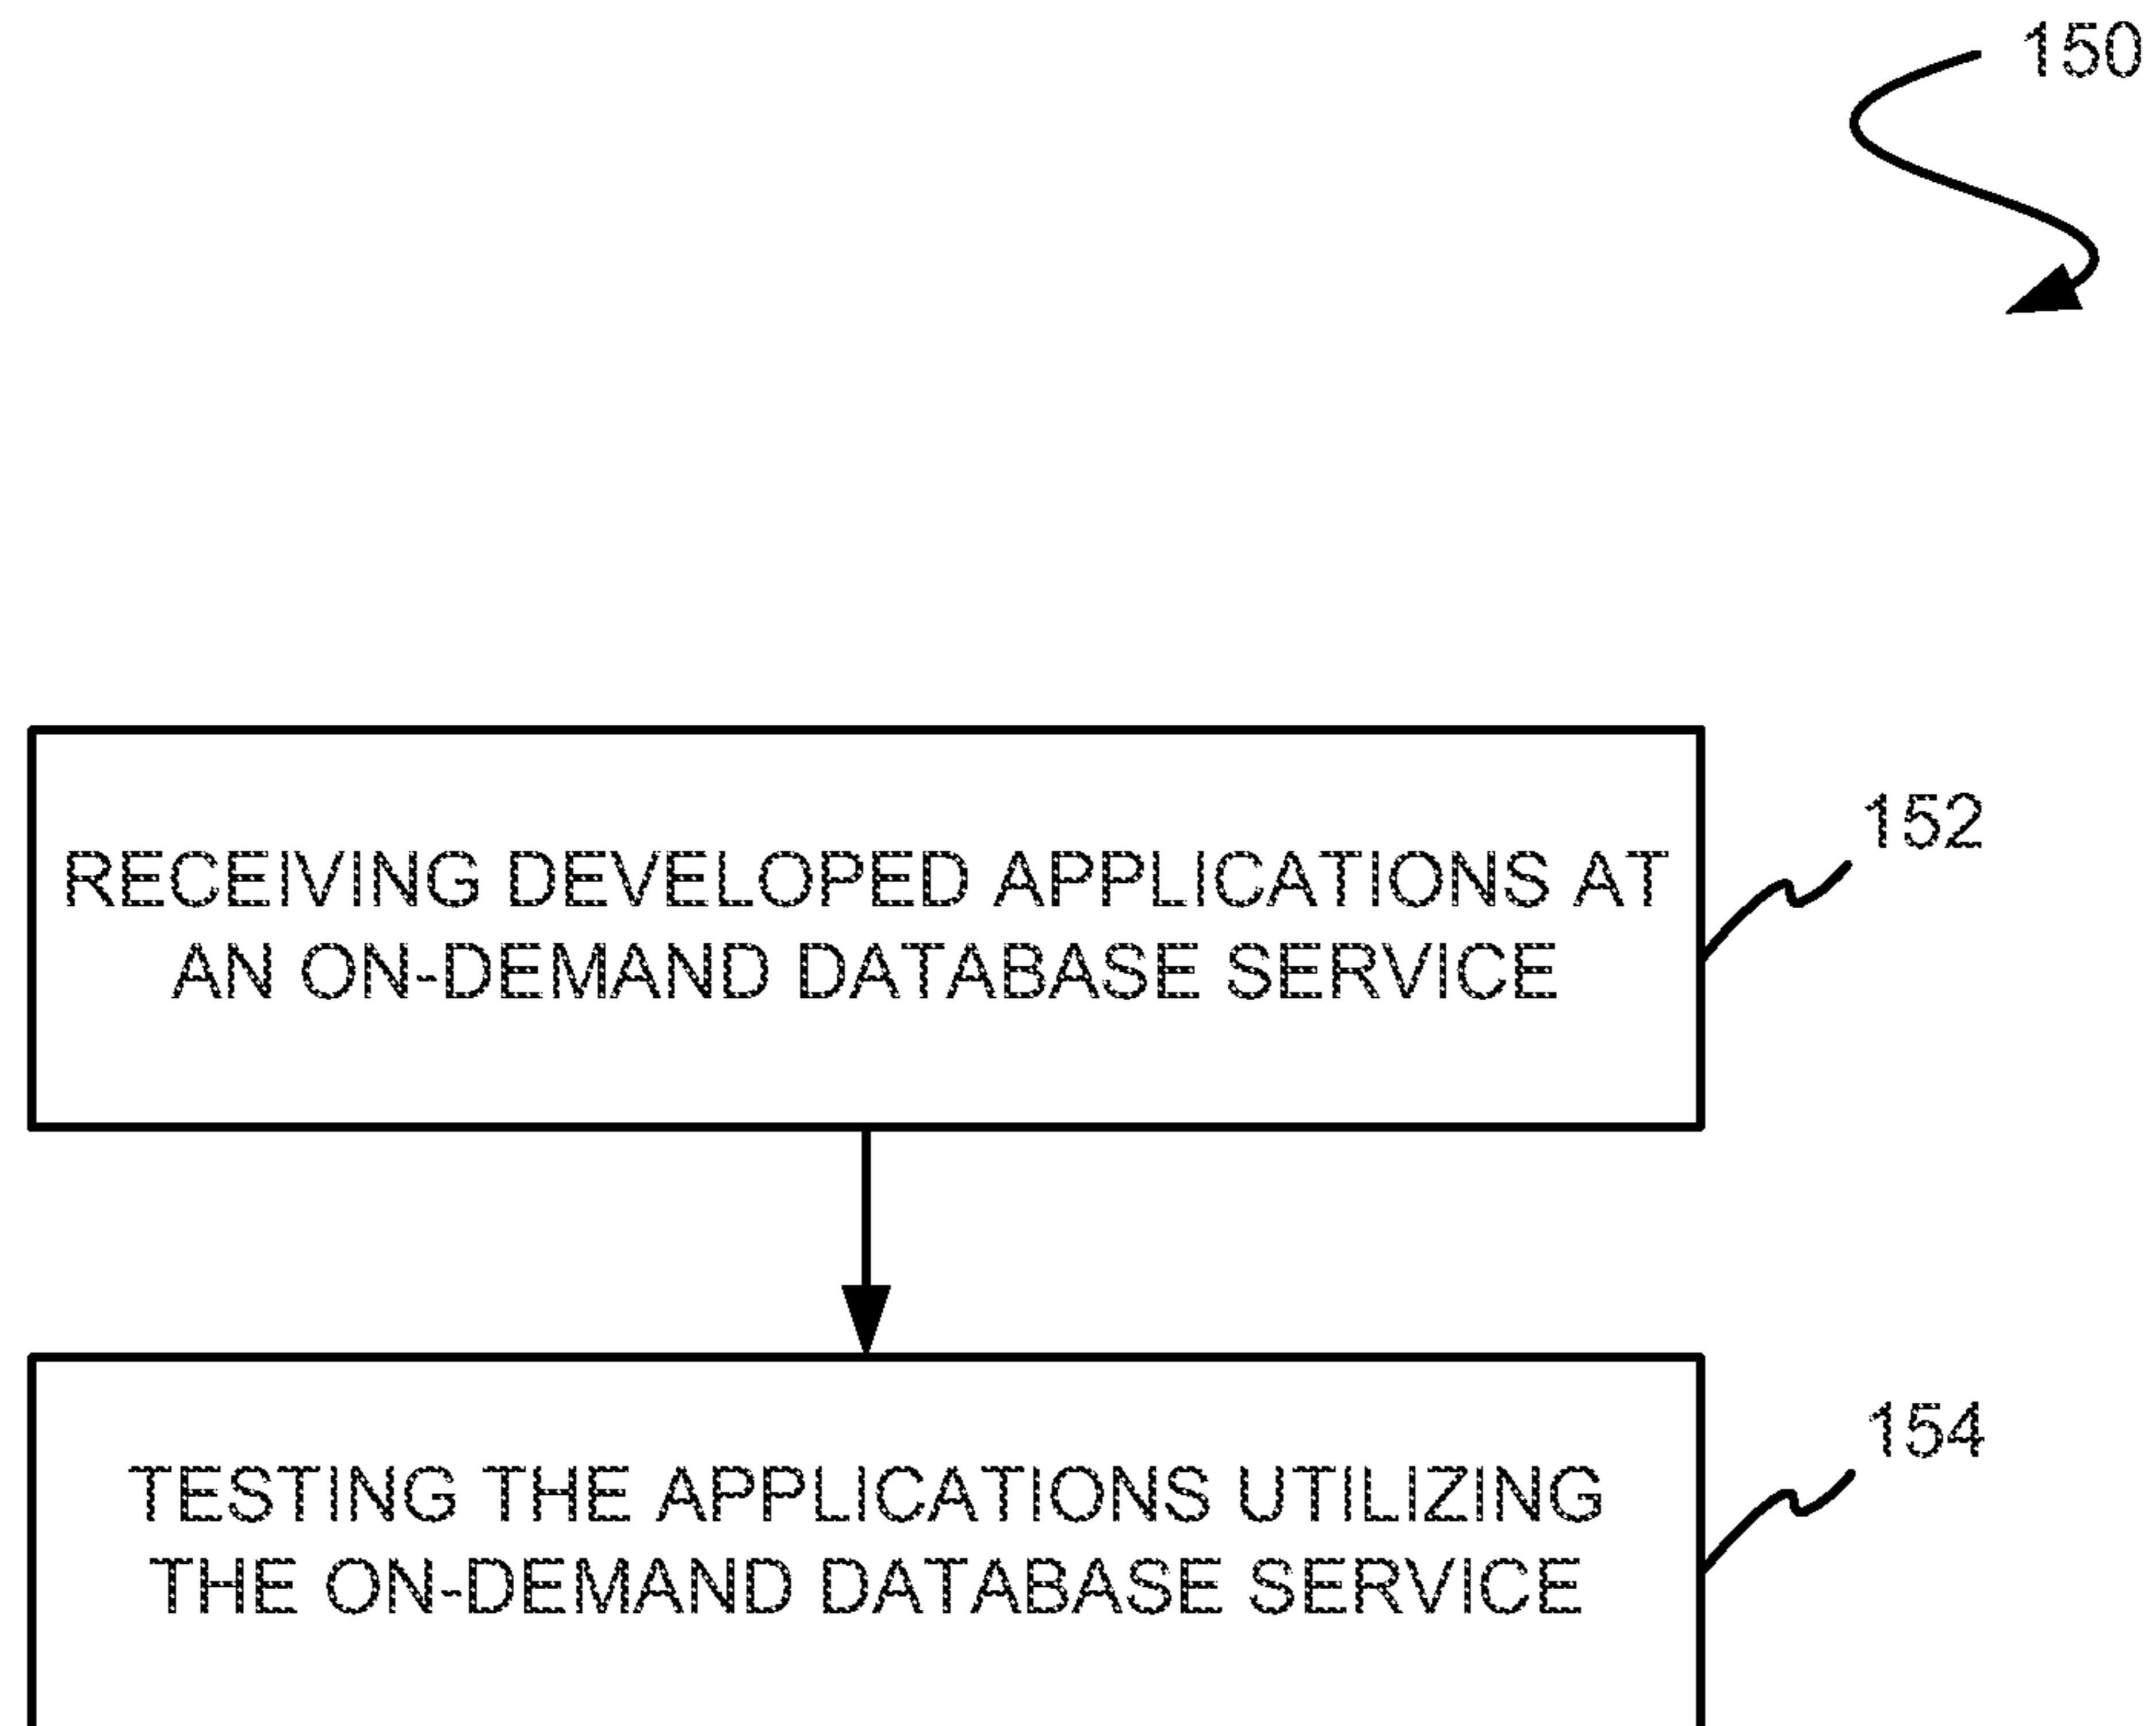 150
RECEIVING DEVELOPED APPLICATIONS AT
AN ON-DEMAND DATABASE SERVICE
152
TESTING THE APPLICATIONS UTILIZING
THE ON-DEMAND DATABASE SERVICE
154